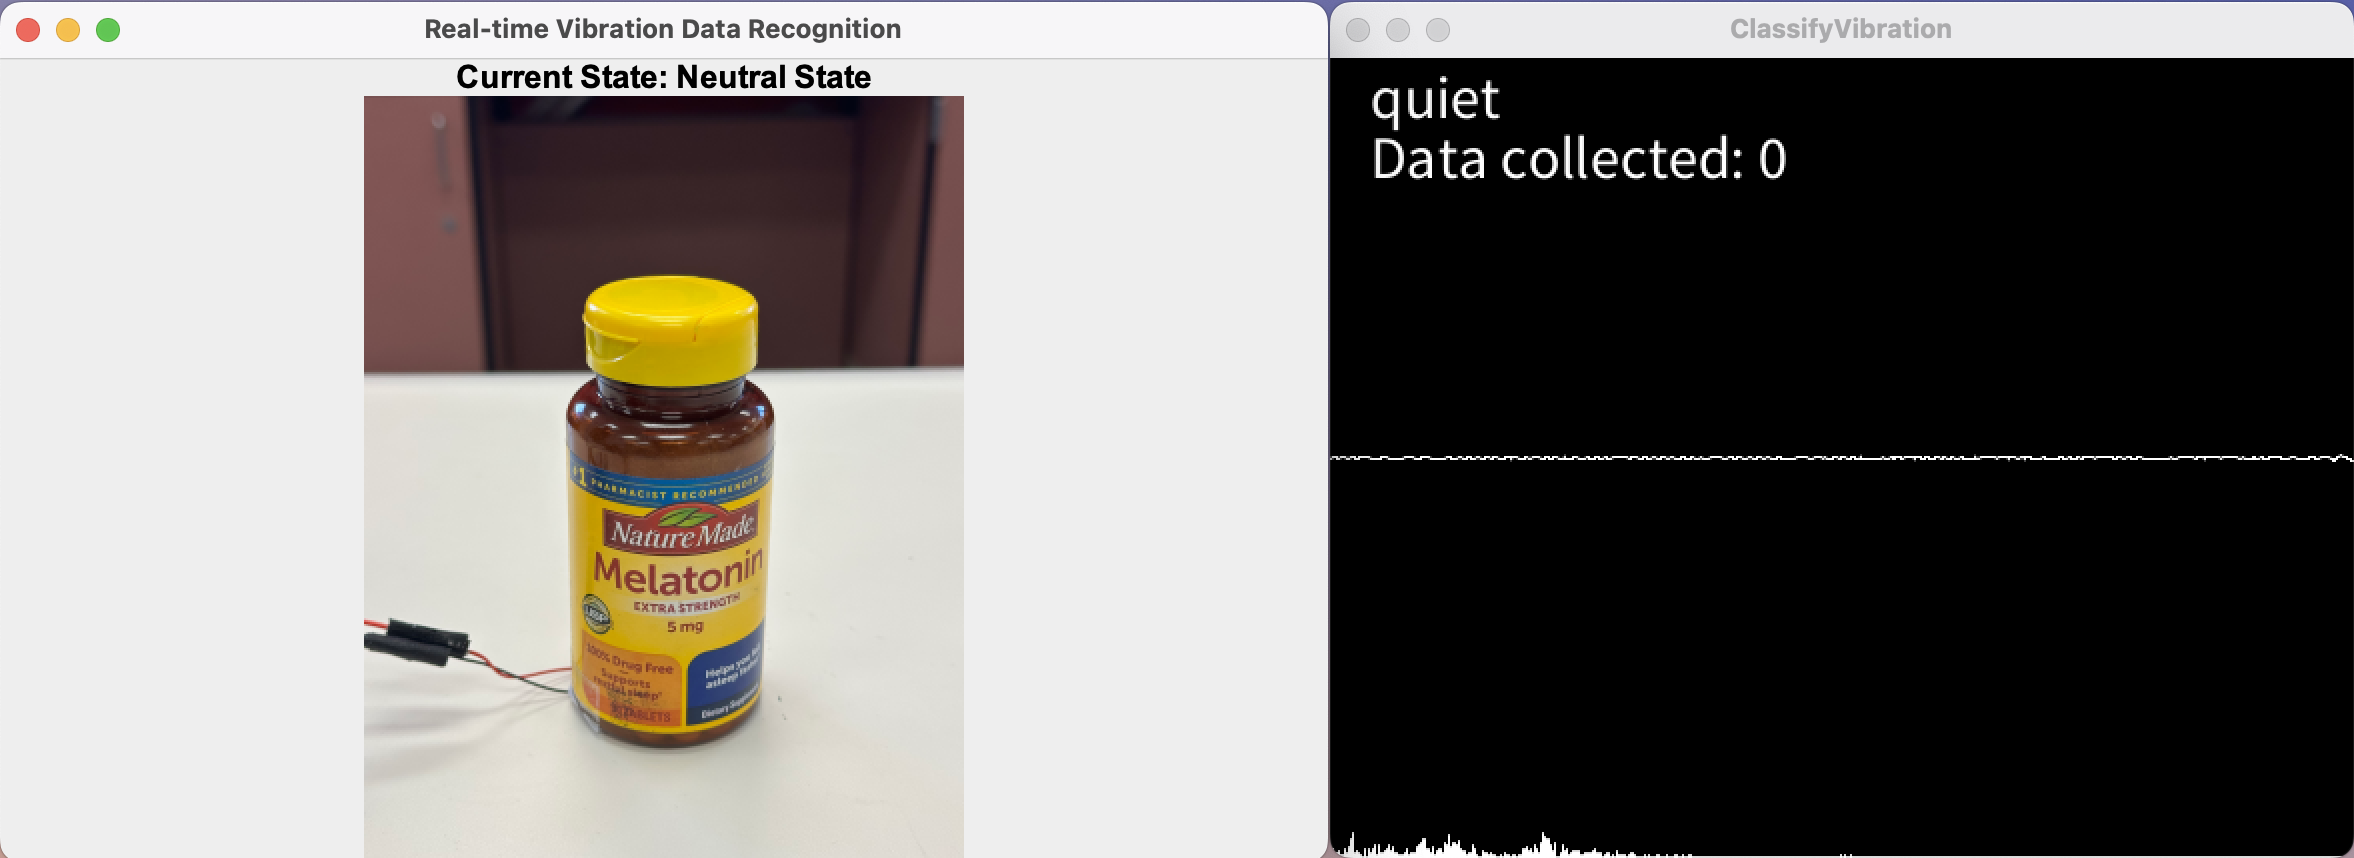 Real-time Vibration Data Recognition
Current State: Neutral State
#1 PHARMACIST RECOMMENDED
Nature Made
Melatonin
EXTRA STRENGTH
5 mg
100% Drug Free
Supports
restful sleep*
TABLETS
Helps you fall
asleep faster
Dietary Supplement
ClassifyVibration
quiet
Data collected: 0